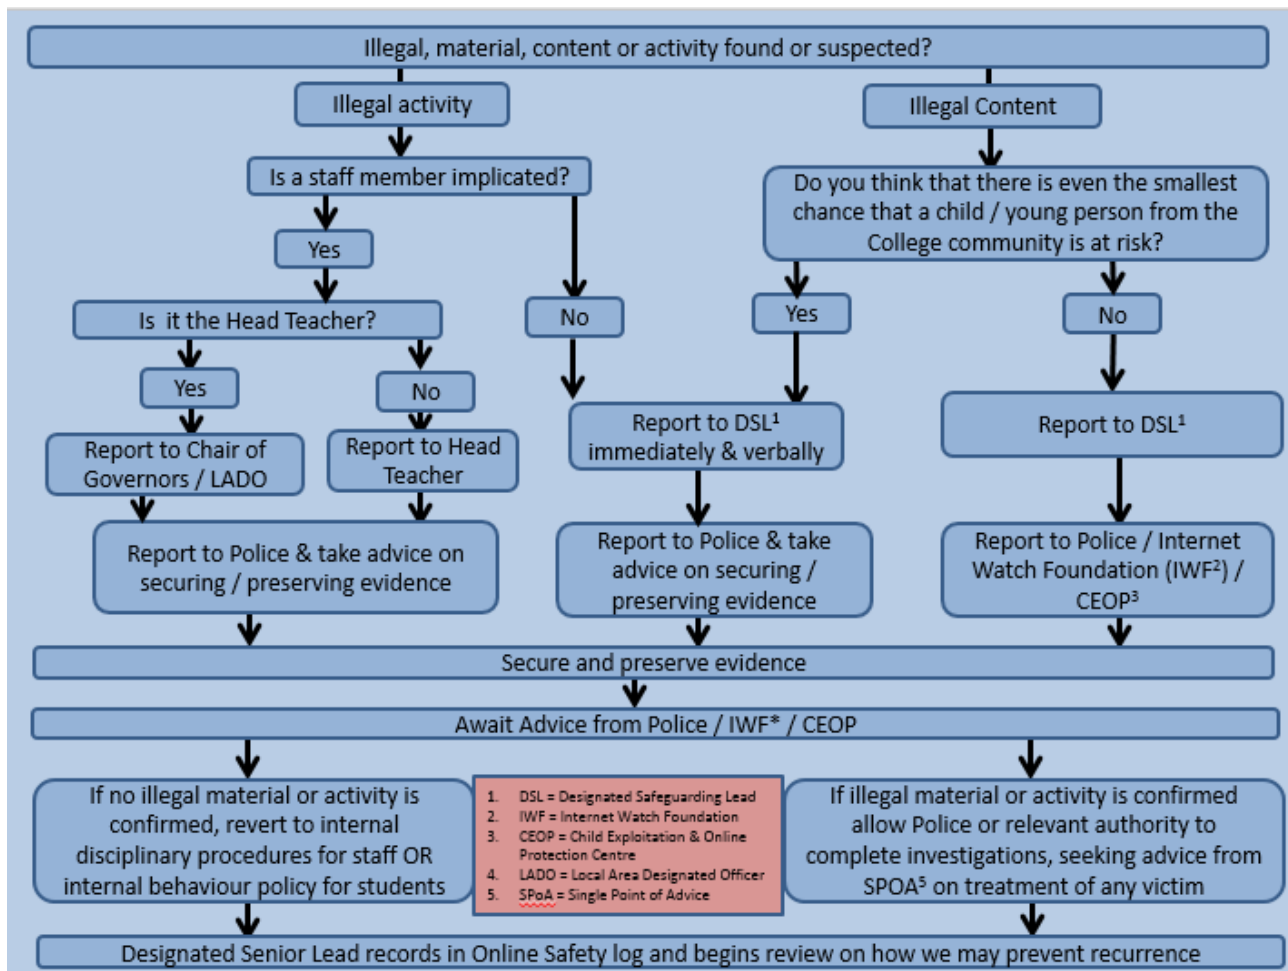 Illegal, material, content or activity found or suspected?
Illegal activity
Illegal Content
Is a staff member implicated?
Do you think that there is even the smallest
chance that a child / young person from the
College community is at risk?
Yes
Is it the Head Teacher?
No
Yes
No
Yes
No
Report to Chair of
Governors / LADO
Report to Head
Teacher
Report to DSL¹
immediately & verbally
Report to DSL¹
Report to Police & take advice on
securing / preserving evidence
Report to Police & take
advice on securing /
preserving evidence
Report to Police / Internet
Watch Foundation (IWF²) /
CEOP³
Secure and preserve evidence
Await Advice from Police / IWF* / CEOP
If no illegal material or activity is
confirmed, revert to internal
disciplinary procedures for staff OR
internal behaviour policy for students
1. DSL = Designated Safeguarding Lead
2. IWF = Internet Watch Foundation
3. CEOP = Child Exploitation & Online
Protection Centre
4. LADO = Local Area Designated Officer
5. SPoA = Single Point of Advice
If illegal material or activity is confirmed
allow Police or relevant authority to
complete investigations, seeking advice from
SPOA⁵ on treatment of any victim
Designated Senior Lead records in Online Safety log and begins review on how we may prevent recurrence